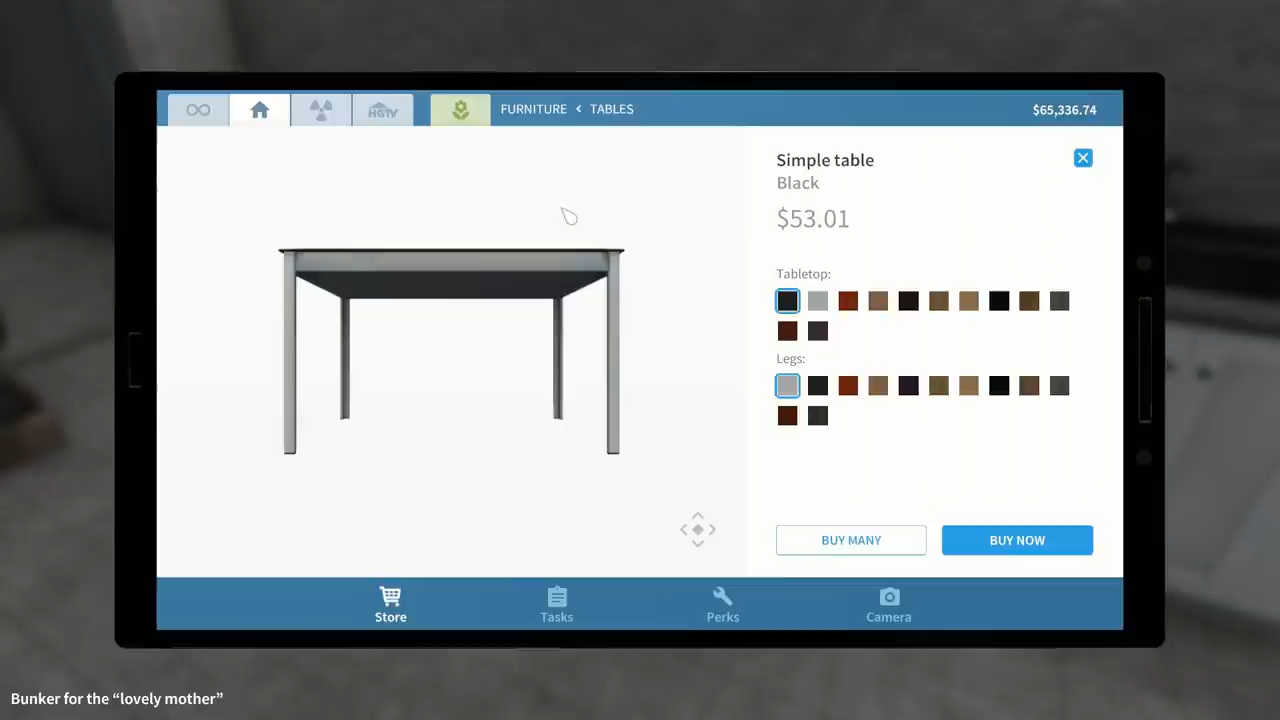 HGTV
FURNITURE < TABLES
$65,336.74
Simple table
Black
$53.01
Tabletop:
Legs:
BUY MANY
BUY NOW
Store
Tasks
Perks
Camera
Bunker for the “lovely mother”